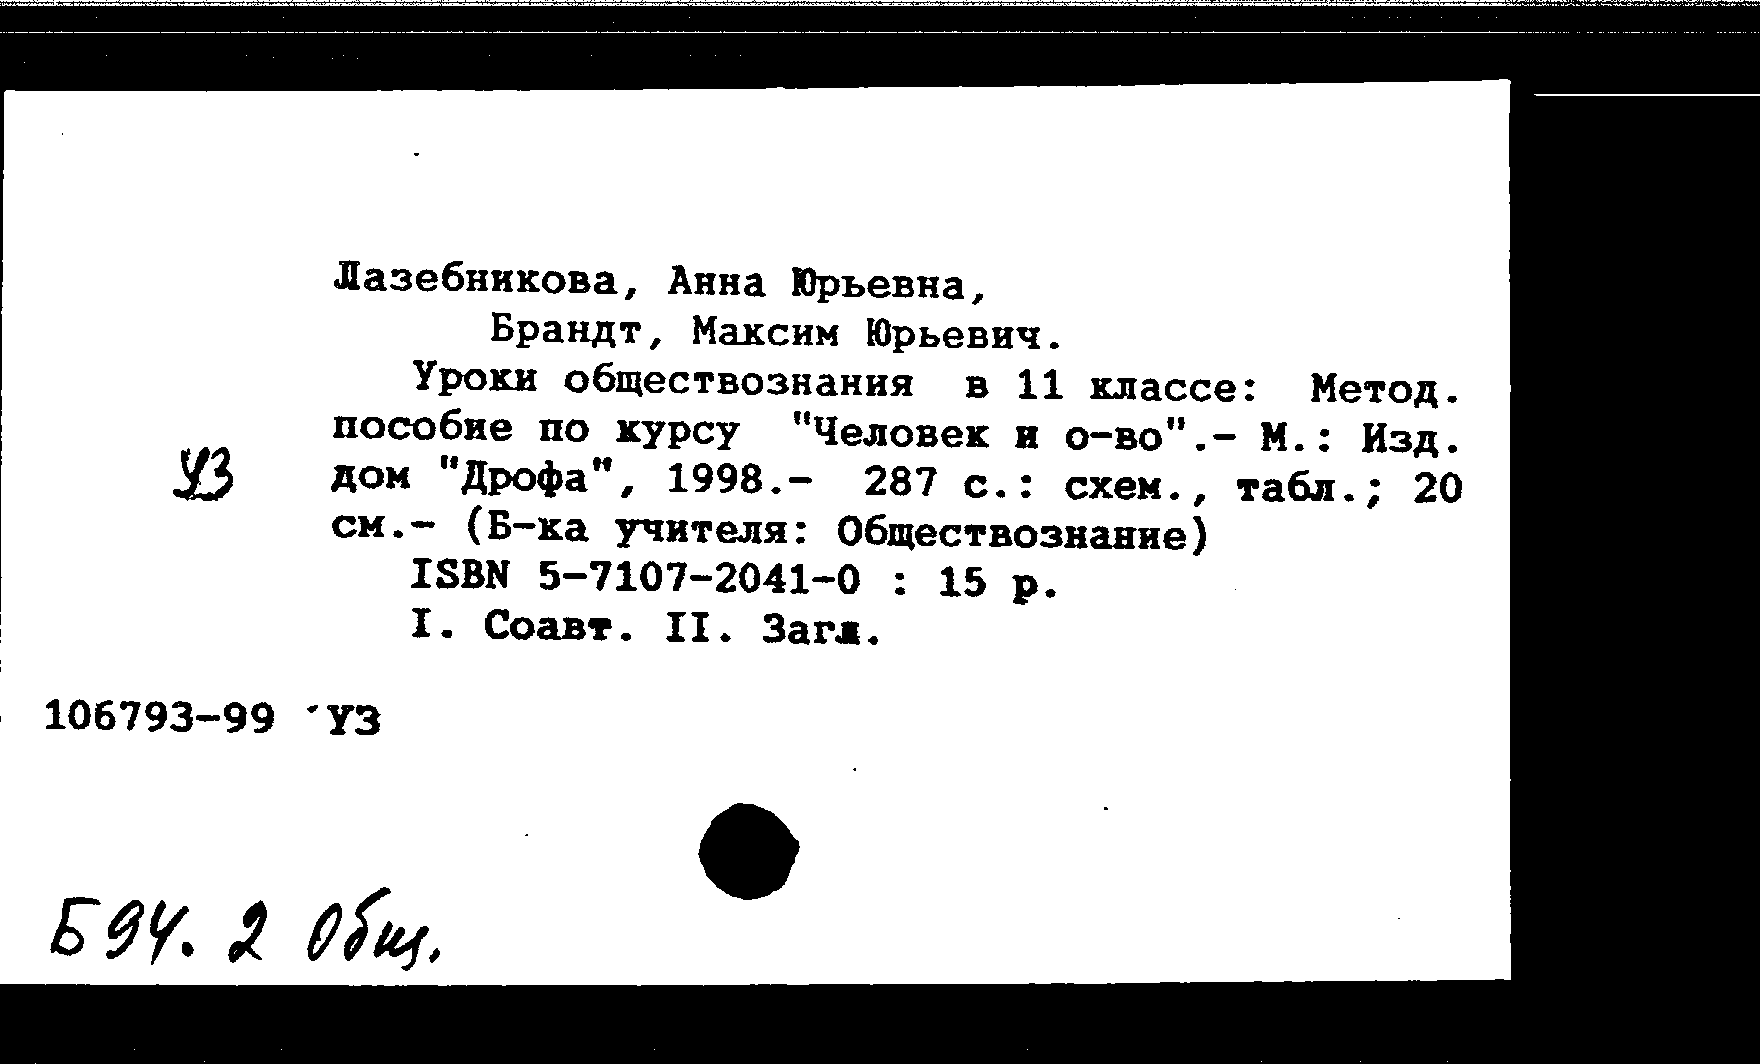 Лазебникова, Анна Юрьевна,
Брандт, Максим Юрьевич.
Уроки обществознания в 11 классе: Метод.
пособие по курсу "Человек и о-во".- М.: Изд.
УЗ
дом "Дрофа", 1998.- 287 с.: схем., табл.; 20
см.- (Б-ка учителя: Обществознание)
ISBN 5-7107-2041-0 : 15 р.
I. Соавт. II. Загл.
106793-99 УЗ
Б94.2 Общ.